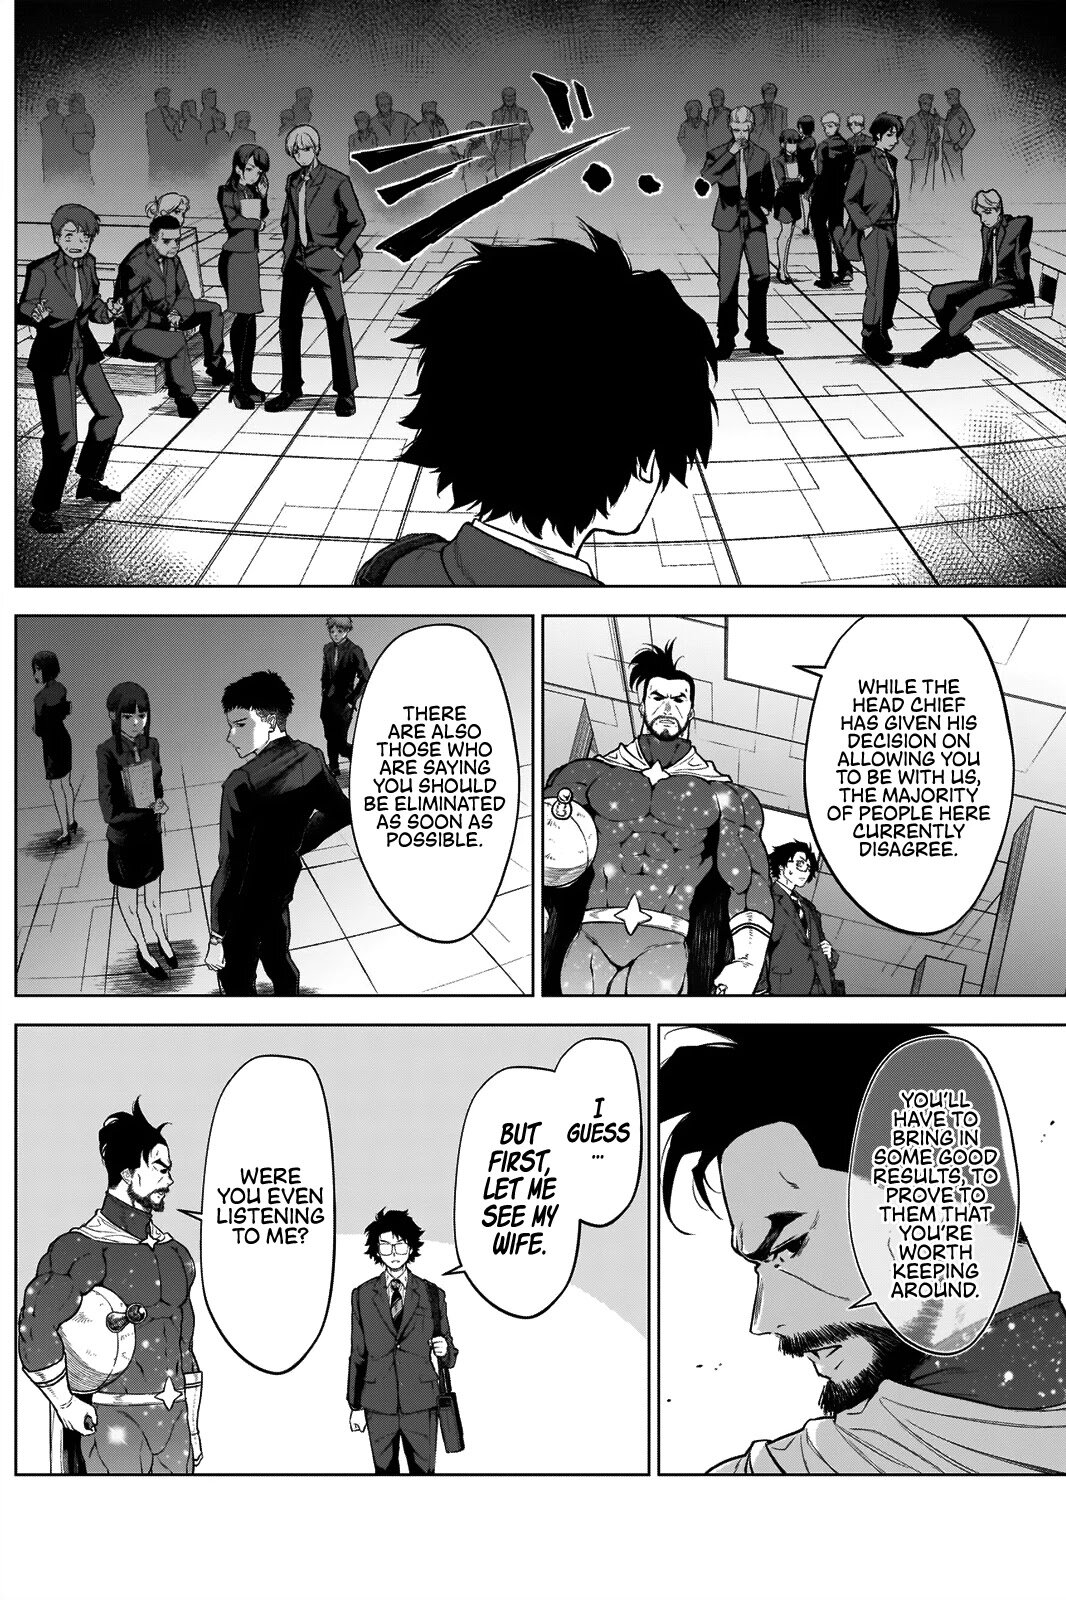 WHILE THE
HEAD CHIEF
HAS GIVEN HIS
DECISION ON
ALLOWING YOU
TO BE WITH US,
THE MAJORITY
OF PEOPLE HERE
CURRENTLY
DISAGREE.
THERE
ARE ALSO
THOSE WHO
ARE SAYING
YOU SHOULD
BE ELIMINATED
AS SOON AS
POSSIBLE.
YOU'LL
HAVE TO
BRING IN
SOME GOOD
RESULTS, TO
PROVE TO
THEM THAT
YOU'RE
WORTH
KEEPING
AROUND.
I
GUESS
...
BUT
FIRST,
LET ME
SEE MY
WIFE.
WERE
YOU EVEN
LISTENING
TO ME?